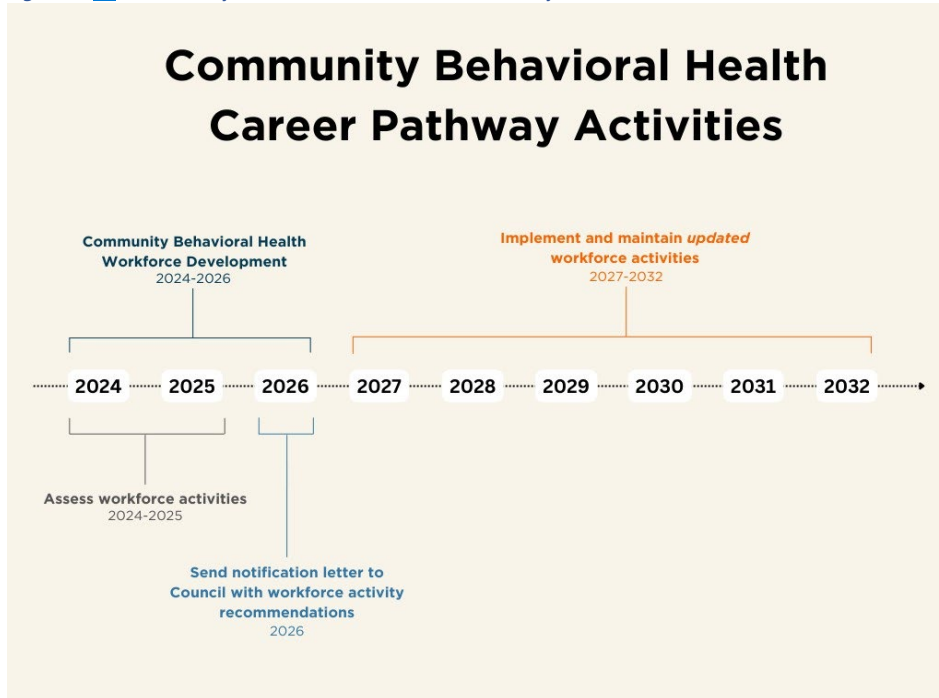 Community Behavioral Health
Career Pathway Activities
Community Behavioral Health
Workforce Development
2024-2026
Implement and maintain updated
workforce activities
2027-2032
2024 2025 2026 2027 2028 2029 2030 2031 2032
Assess workforce activities
2024-2025
Send notification letter to
Council with workforce activity
recommendations
2026